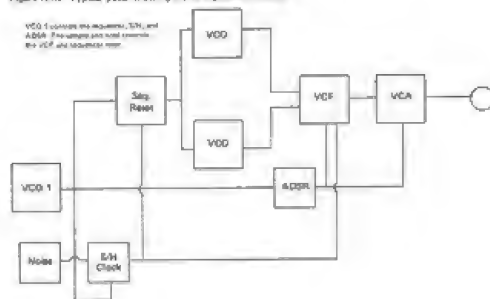 VCO 1 controls the sequencer, S/H, and
ADSR. The sample and hold controls
the VCF and sequencer reset.
VCO
Seq.
Reset
VCF
VCA
VCO
VCO 1
ADSR
Noise
S/H
Clock